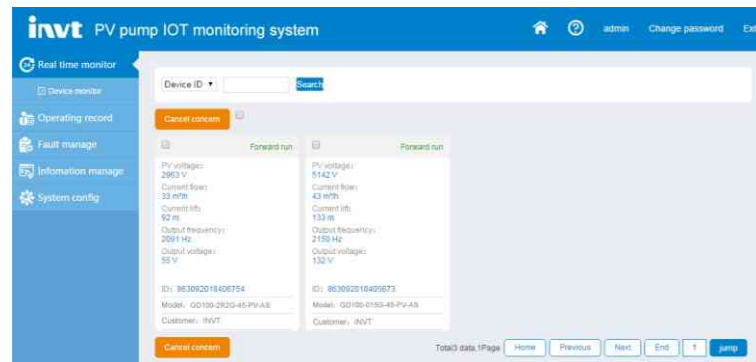 invt PV pump IOT monitoring system
admin Change password Exit
Real time monitor
Device monitor
Operating record
Fault manage
Infomation manage
System config
Device ID
Search
Cancel concern
Forward run
PV voltage:
2963 V
Current flow:
33 m³/h
Current lift:
92 m
Output frequency:
2091 Hz
Output voltage:
55 V
ID: 863092018406754
Model: GD100-2R2G-45-PV-AS
Customer: INVT
Forward run
PV voltage:
5142 V
Current flow:
43 m³/h
Current lift:
133 m
Output frequency:
2150 Hz
Output voltage:
132 V
ID: 863092018405673
Model: GD100-015G-45-PV-AS
Customer: INVT
Cancel concern
Total3 data,1Page Home Previous Next End 1 jump